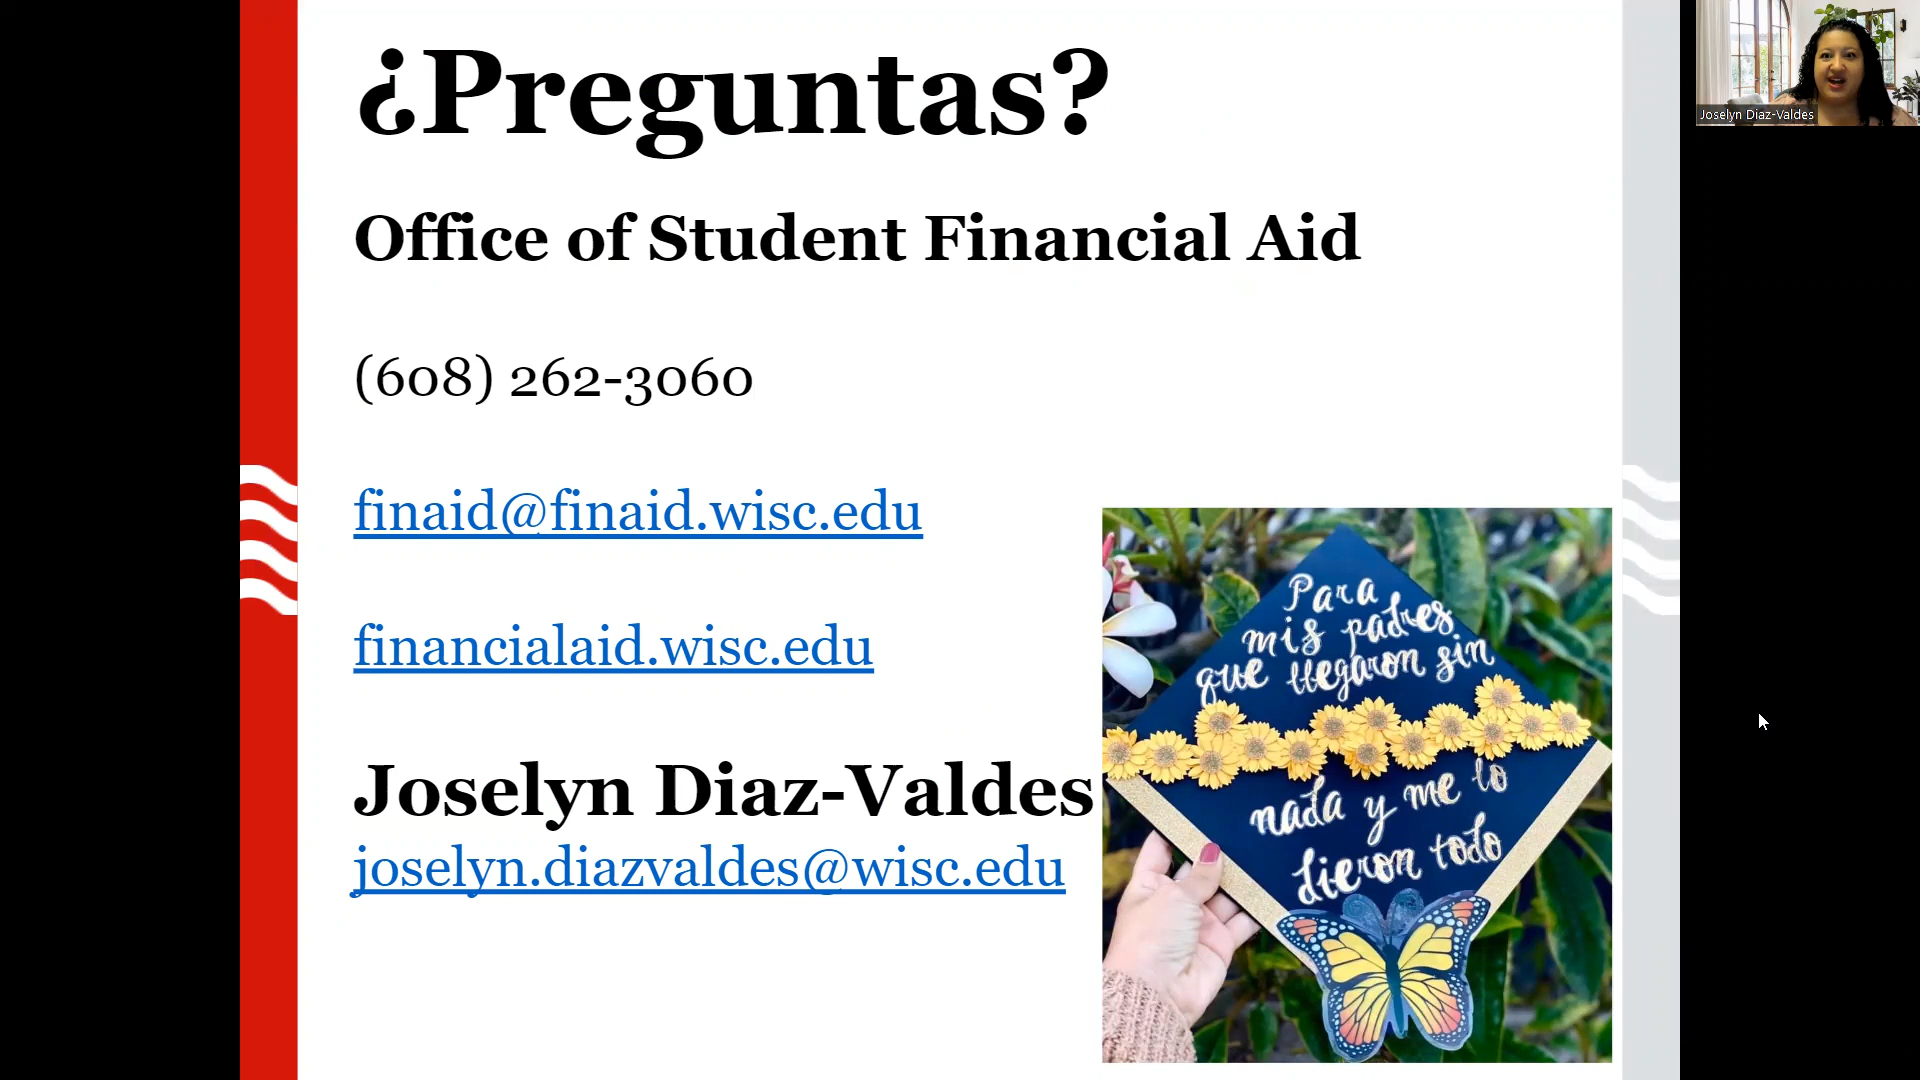 ¿Preguntas?
Office of Student Financial Aid
(608) 262-3060
finaid@finaid.wisc.edu
financialaid.wisc.edu
Joselyn Diaz-Valdes
joselyn.diazvaldes@wisc.edu
Para
mis padres
que llegaron sin
nada y me lo
dieron todo
Joselyn Diaz-Valdes